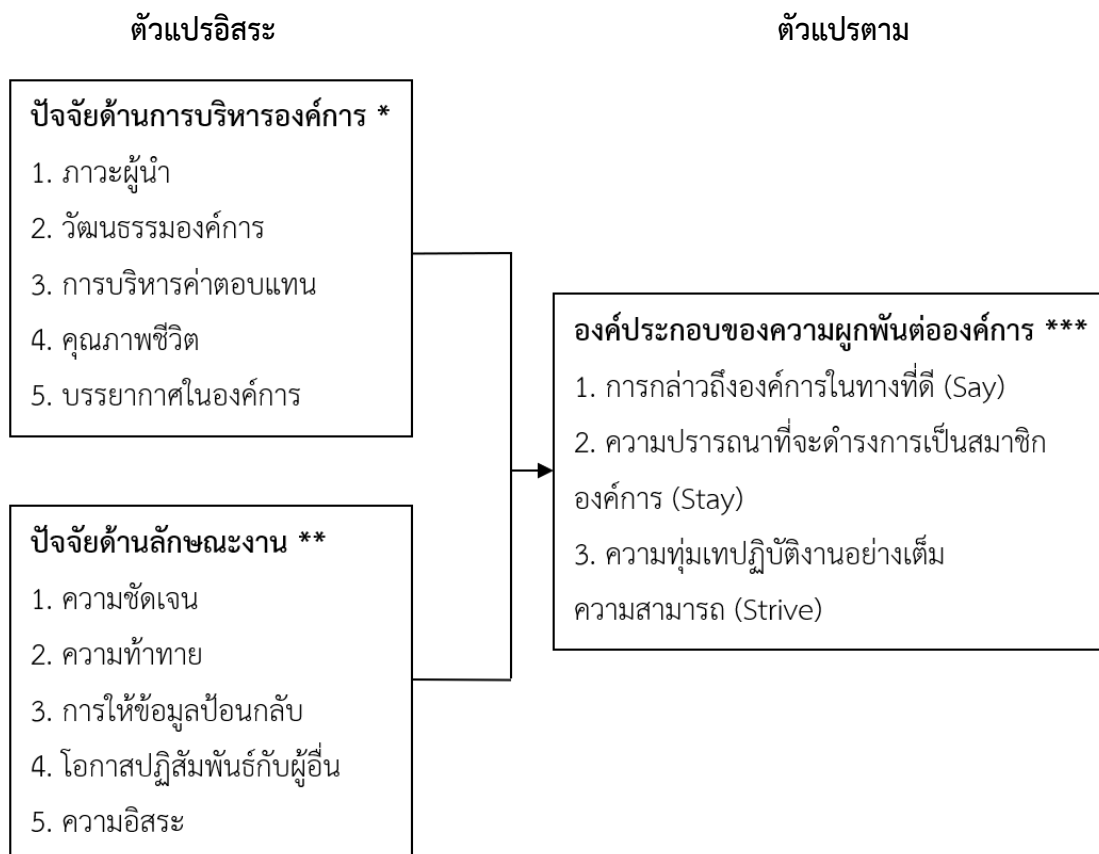 ตัวแปรอิสระ
ตัวแปรตาม
ปัจจัยด้านการบริหารองค์การ *
1. ภาวะผู้นำ
2. วัฒนธรรมองค์การ
3. การบริหารค่าตอบแทน
4. คุณภาพชีวิต
5. บรรยากาศในองค์การ
ปัจจัยด้านลักษณะงาน **
1. ความชัดเจน
2. ความท้าทาย
3. การให้ข้อมูลป้อนกลับ
4. โอกาสปฏิสัมพันธ์กับผู้อื่น
5. ความอิสระ
องค์ประกอบของความผูกพันต่อองค์การ ***
1. การกล่าวถึงองค์การในทางที่ดี (Say)
2. ความปรารถนาที่จะดำรงการเป็นสมาชิก
องค์การ (Stay)
3. ความทุ่มเทปฏิบัติงานอย่างเต็ม
ความสามารถ (Strive)